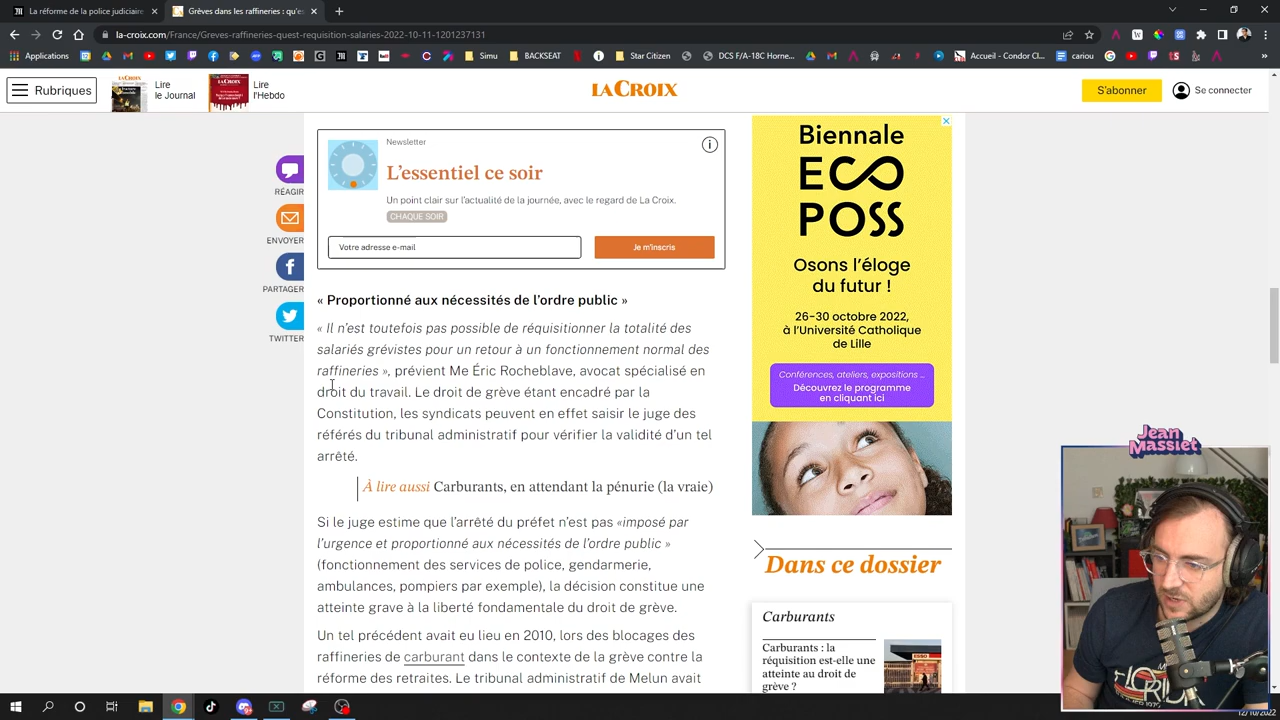 La réforme de la police judiciaire
Grèves dans les raffineries : qu'e
la-croix.com/France/Greves-raffineries-quest-requisition-salaries-2022-10-11-1201237131
Applications
Simu
BACKSEAT
Star Citizen
DCS F/A-18C Horne...
Accueil - Condor Cl...
cariou
Rubriques
Lire
le Journal
Lire
l'Hebdo
LA CROIX
S'abonner
Se connecter
RÉAGIR
ENVOYER
PARTAGER
TWITTER
Newsletter
L'essentiel ce soir
Un point clair sur l'actualité de la journée, avec le regard de La Croix.
CHAQUE SOIR
Votre adresse e-mail
Je m'inscris
« Proportionné aux nécessités de l'ordre public »
« Il n'est toutefois pas possible de réquisitionner la totalité des
salariés grévistes pour un retour à un fonctionnement normal des
raffineries », prévient Me Éric Rocheblave, avocat spécialisé en
droit du travail. Le droit de grève étant encadré par la
Constitution, les syndicats peuvent en effet saisir le juge des
référés du tribunal administratif pour vérifier la validité d'un tel
arrêté.
À lire aussi Carburants, en attendant la pénurie (la vraie)
Si le juge estime que l'arrêté du préfet n'est pas «imposé par
l'urgence et proportionné aux nécessités de l'ordre public »
(fonctionnement des services de police, gendarmerie,
ambulances, pompiers par exemple), la décision constitue une
atteinte grave à la liberté fondamentale du droit de grève.
Un tel précédent avait eu lieu en 2010, lors des blocages des
raffineries de carburant dans le contexte de la grève contre la
réforme des retraites. Le tribunal administratif de Melun avait
Biennale
ECO
POSS
Osons l'éloge
du futur !
26-30 octobre 2022,
à l'Université Catholique
de Lille
Conférences, ateliers, expositions ...
Découvrez le programme
en cliquant ici
Dans ce dossier
Carburants
Carburants : la
réquisition est-elle une
atteinte au droit de
grève ?
ESSO
Jean
Massiet
12/10/2022